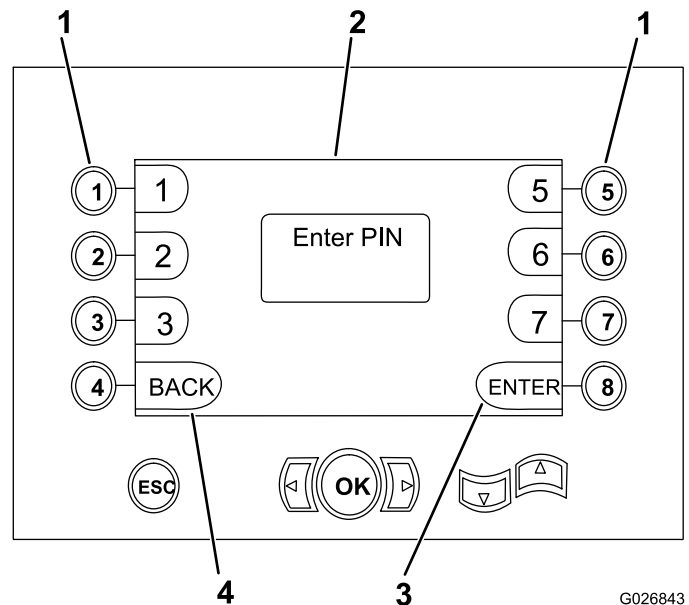 1 2 1
1 1 5 5
Enter PIN
2 2 6 6
3 3 7 7
4 BACK ENTER 8
ESC OK
4 3
G026843